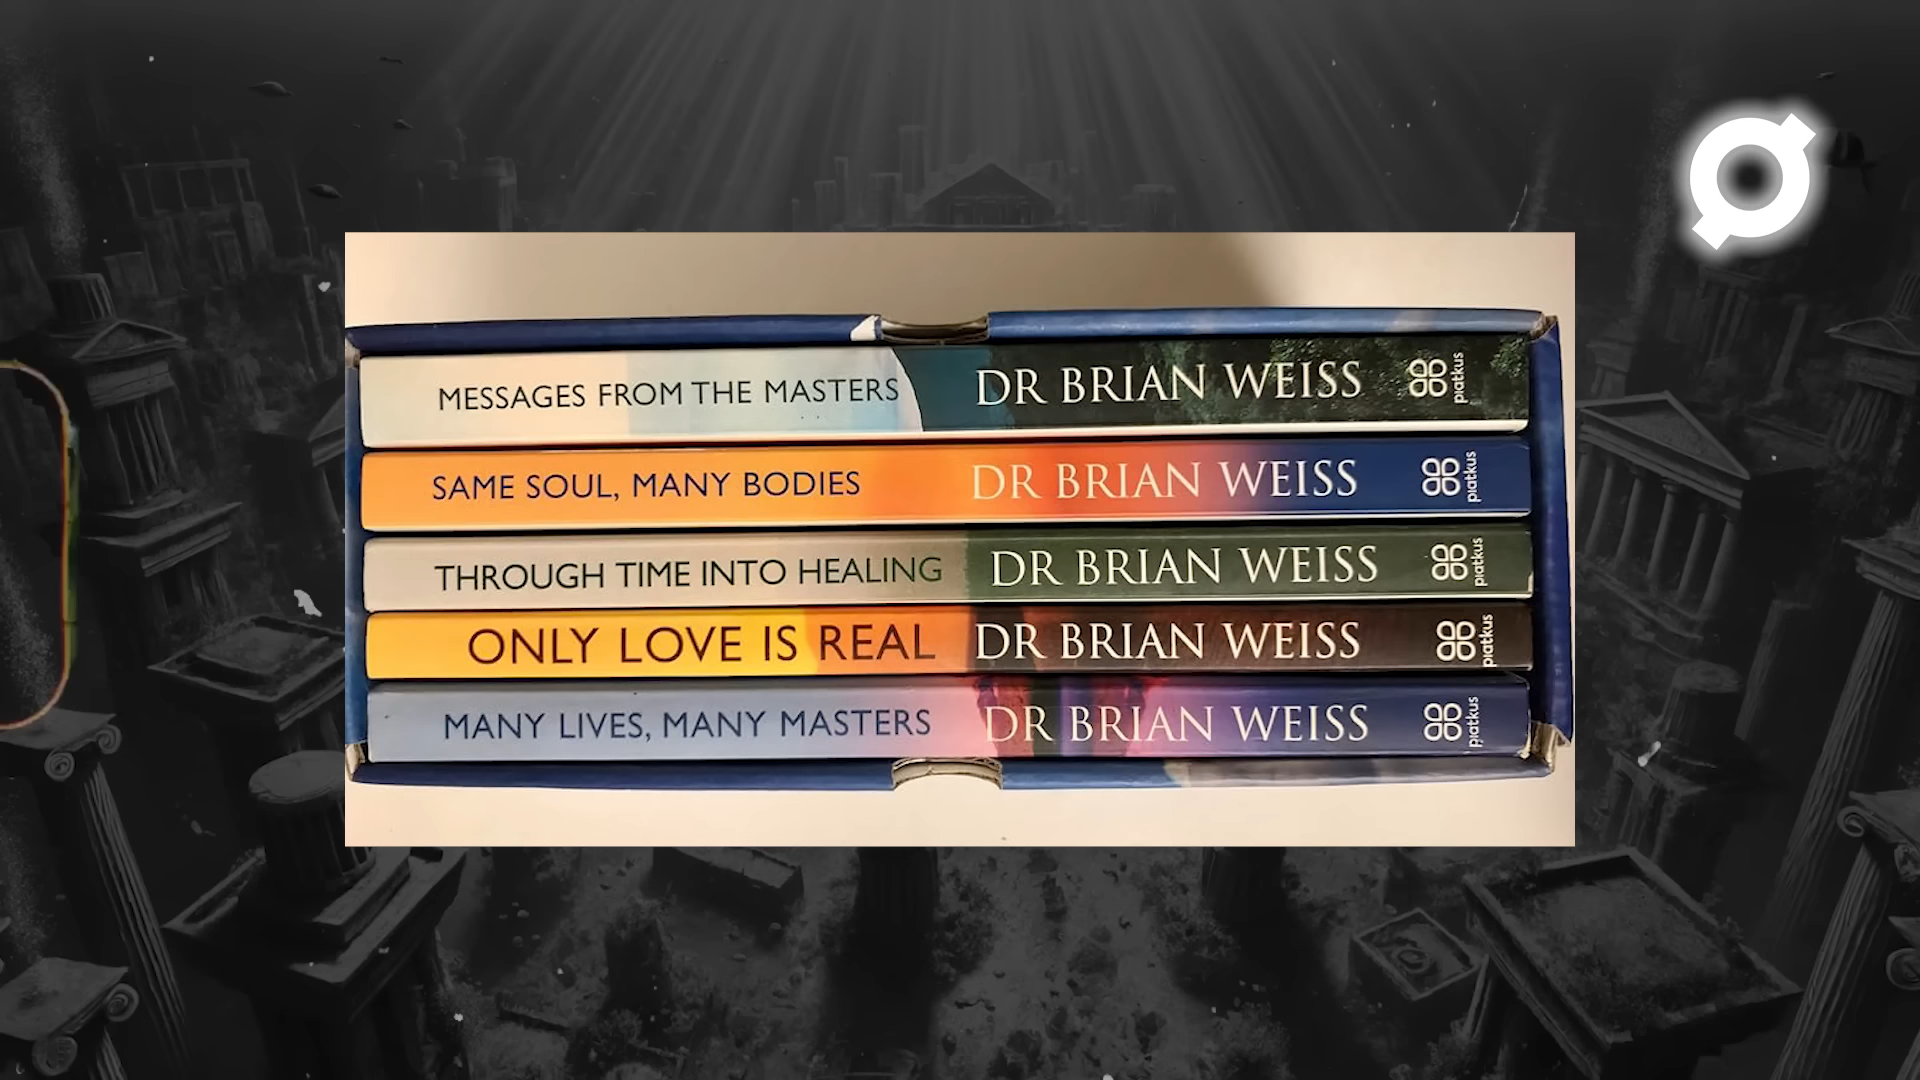 MESSAGES FROM THE MASTERS DR BRIAN WEISS piatkus
SAME SOUL, MANY BODIES DR BRIAN WEISS piatkus
THROUGH TIME INTO HEALING DR BRIAN WEISS piatkus
ONLY LOVE IS REAL DR BRIAN WEISS piatkus
MANY LIVES, MANY MASTERS DR BRIAN WEISS piatkus